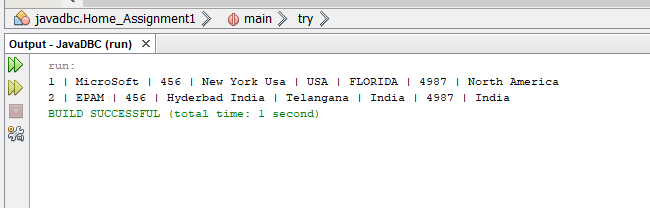 javadbc.Home_Assignment1 main try
Output - JavaDBC (run) X
run:
1 | MicroSoft | 456 | New York Usa | USA | FLORIDA | 4987 | North America
2 | EPAM | 456 | Hyderbad India | Telangana | India | 4987 | India
BUILD SUCCESSFUL (total time: 1 second)